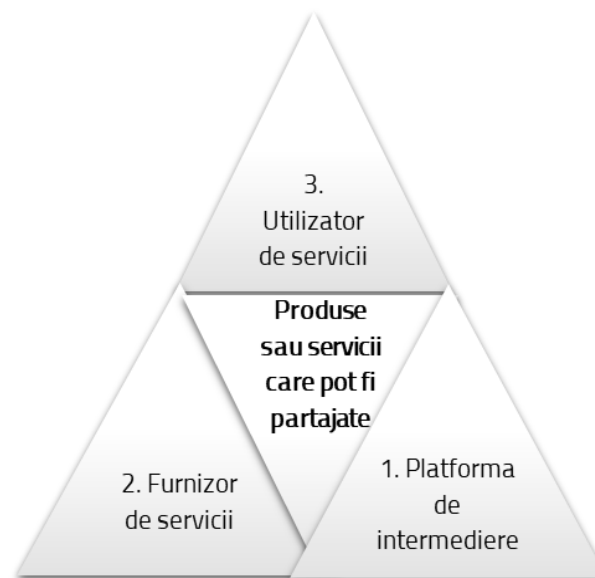 3.
Utilizator
de servicii
Produse
sau servicii
care pot fi
partajate
2. Furnizor
de servicii
1. Platforma
de
intermediere